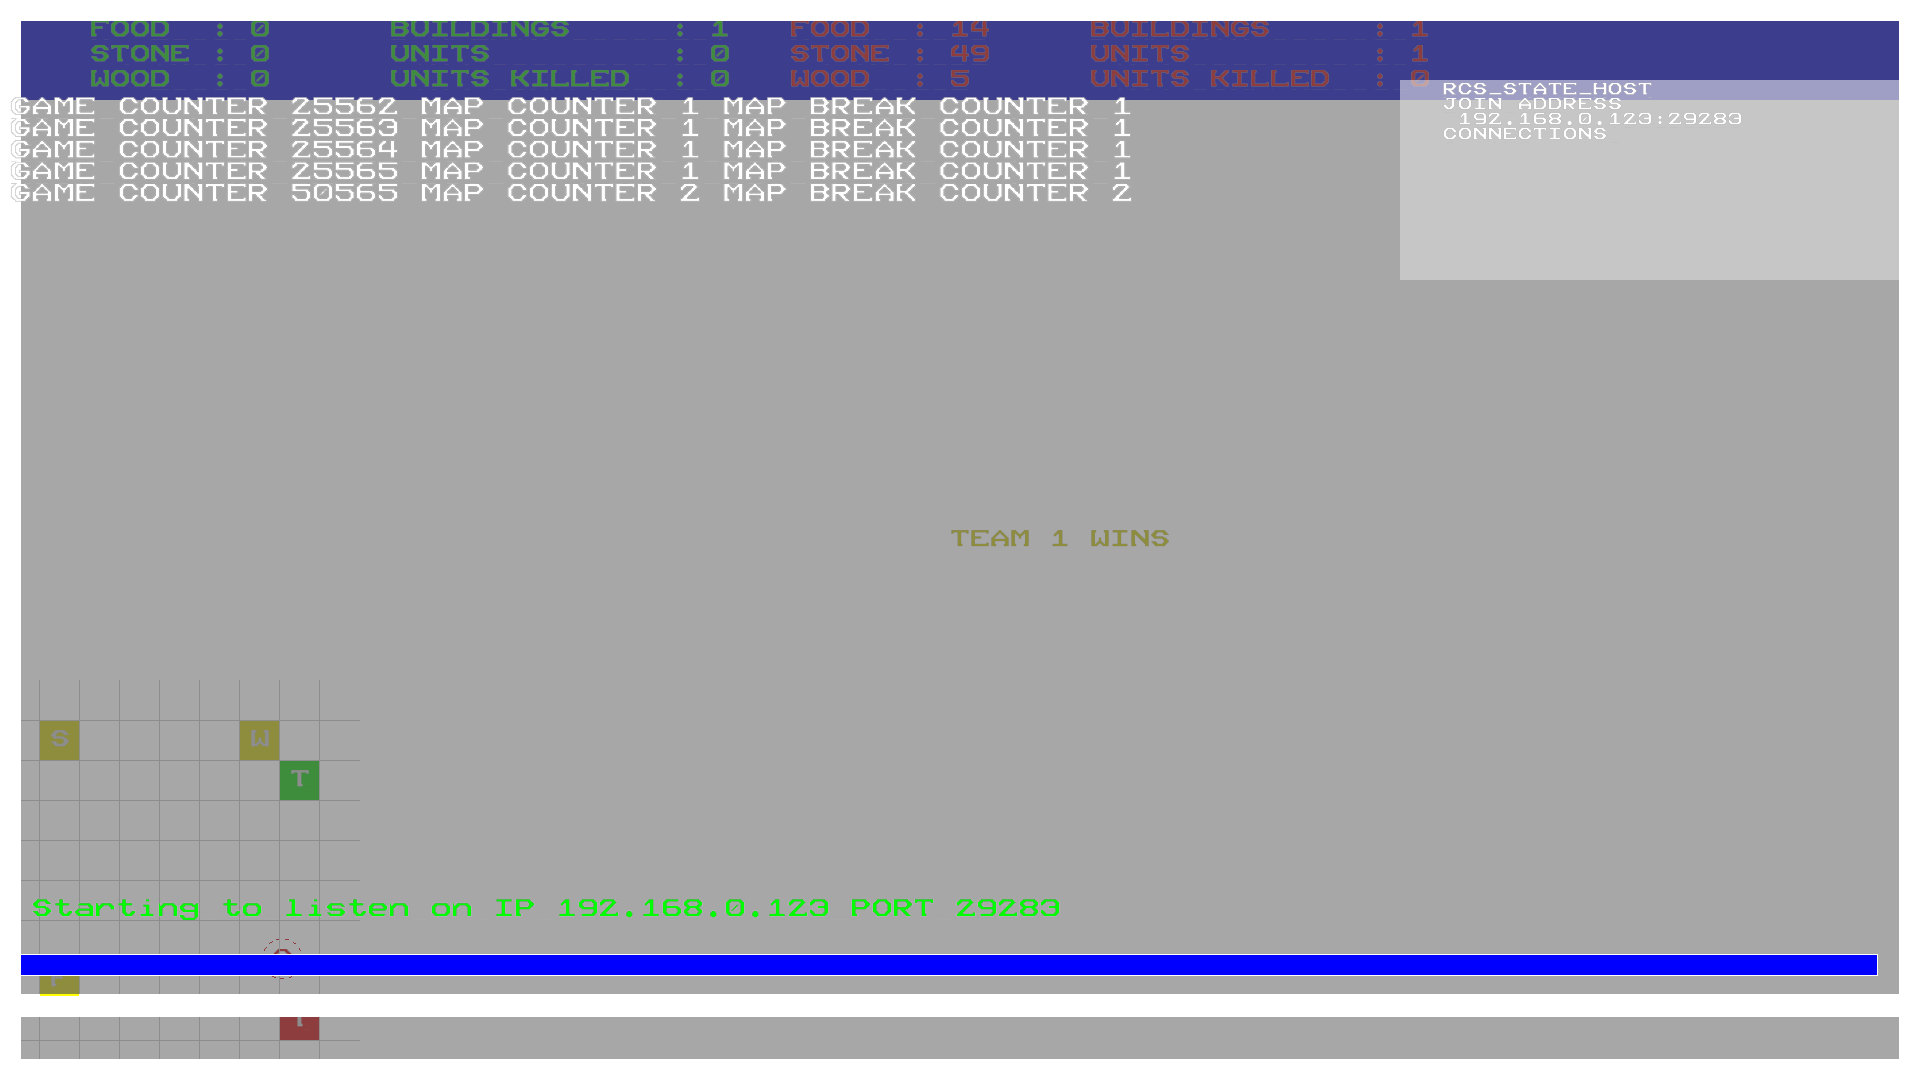 FOOD : 0 BUILDINGS : 1 FOOD : 14 BUILDINGS : 1
STONE : 0 UNITS : 0 STONE : 49 UNITS : 1
WOOD : 0 UNITS KILLED : 0 WOOD : 5 UNITS KILLED : 0
RCS_STATE_HOST
JOIN ADDRESS
192.168.0.123:29283
CONNECTIONS
GAME COUNTER 25562 MAP COUNTER 1 MAP BREAK COUNTER 1
GAME COUNTER 25563 MAP COUNTER 1 MAP BREAK COUNTER 1
GAME COUNTER 25564 MAP COUNTER 1 MAP BREAK COUNTER 1
GAME COUNTER 25565 MAP COUNTER 1 MAP BREAK COUNTER 1
GAME COUNTER 50565 MAP COUNTER 2 MAP BREAK COUNTER 2
TEAM 1 WINS
S W
T
Starting to listen on IP 192.168.0.123 PORT 29283